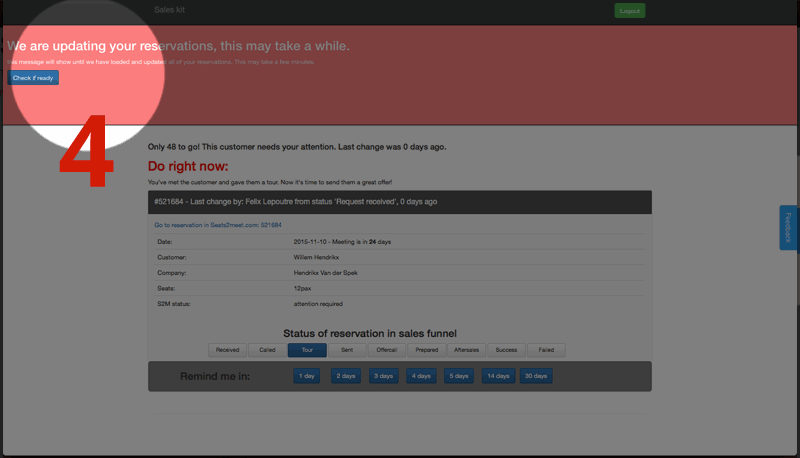 Sales kit
Logout
We are updating your reservations, this may take a while.
this message will show until we have loaded and updated all of your reservations. This may take a few minutes.
Check if ready
4
Only 48 to go! This customer needs your attention. Last change was 0 days ago.
Do right now:
You've met the customer and gave them a tour. Now it's time to send them a great offer!
#521684 - Last change by: Felix Lepoutre from status 'Request received', 0 days ago
Go to reservation in Seats2meet.com: 521684
Date: 2015-11-10 - Meeting is in 24 days
Customer: Willem Hendrikx
Company: Hendrikx Van der Spek
Seats: 12pax
S2M status: attention required
Status of reservation in sales funnel
Received Called Tour Sent Offercall Prepared Aftersales Success Failed
Remind me in: 1 day 2 days 3 days 4 days 5 days 14 days 30 days
Feedback